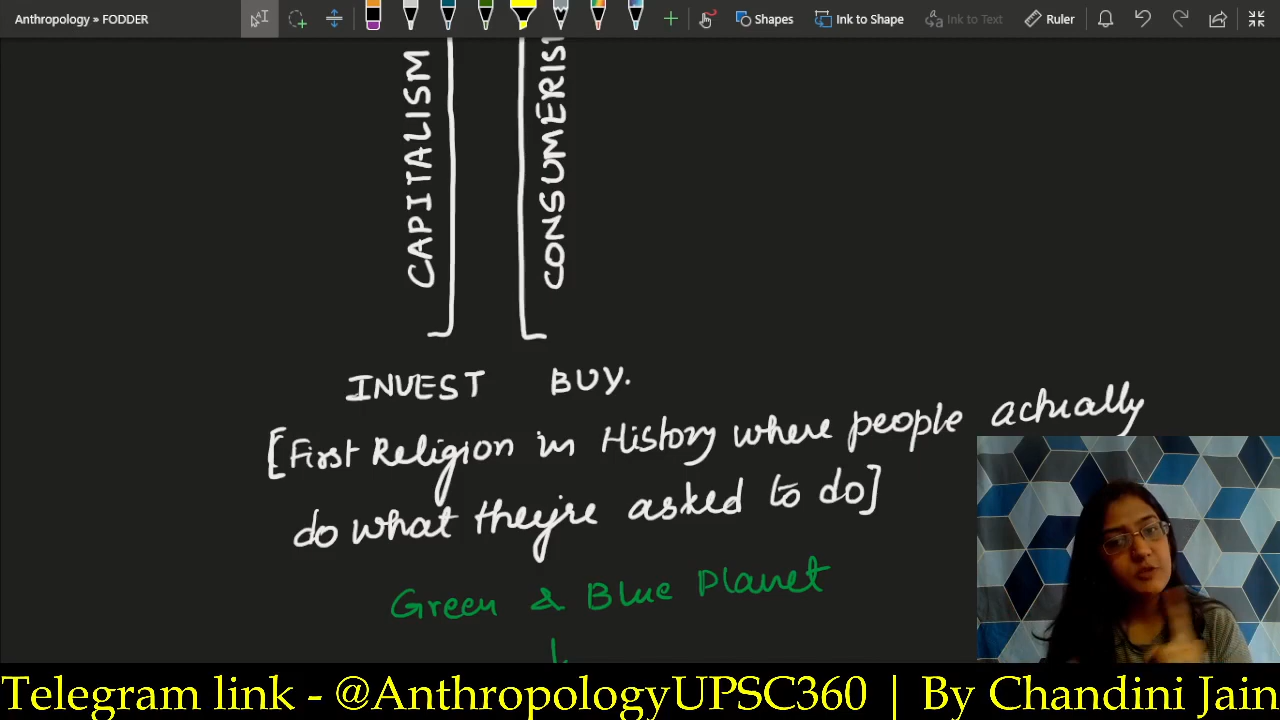 Anthropology » FODDER
Shapes
Ink to Shape
Ink to Text
Ruler
CAPITALISM
CONSUMERIS
INVEST BUY.
[First Religion in History where people actually
do what they're asked to do]
Green & Blue Planet
Telegram link - @AnthropologyUPSC360 | By Chandini Jain